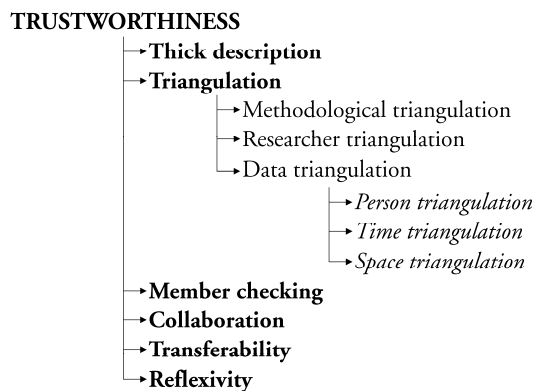 TRUSTWORTHINESS
Thick description
Triangulation
Methodological triangulation
Researcher triangulation
Data triangulation
Person triangulation
Time triangulation
Space triangulation
Member checking
Collaboration
Transferability
Reflexivity